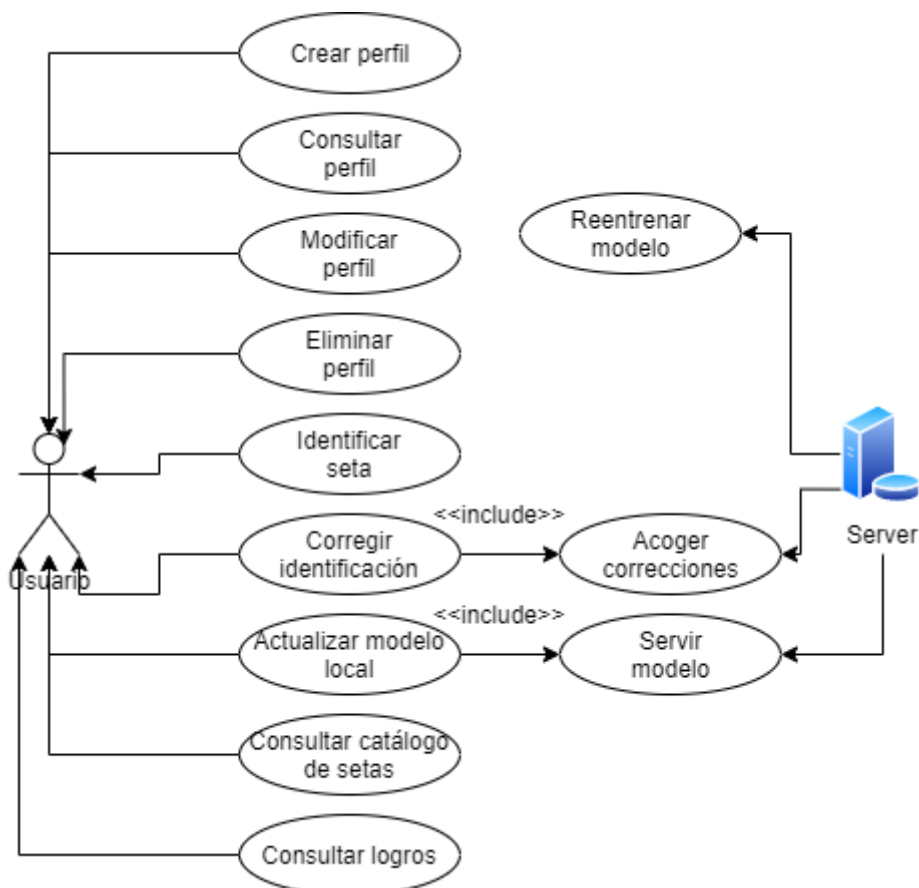 Crear perfil
Consultar
perfil
Modificar
perfil
Reentrenar
modelo
Eliminar
perfil
Identificar
seta
Usuario
<<include>>
Corregir
identificación
Acoger
correcciones
Server
<<include>>
Actualizar modelo
local
Servir
modelo
Consultar catálogo
de setas
Consultar logros